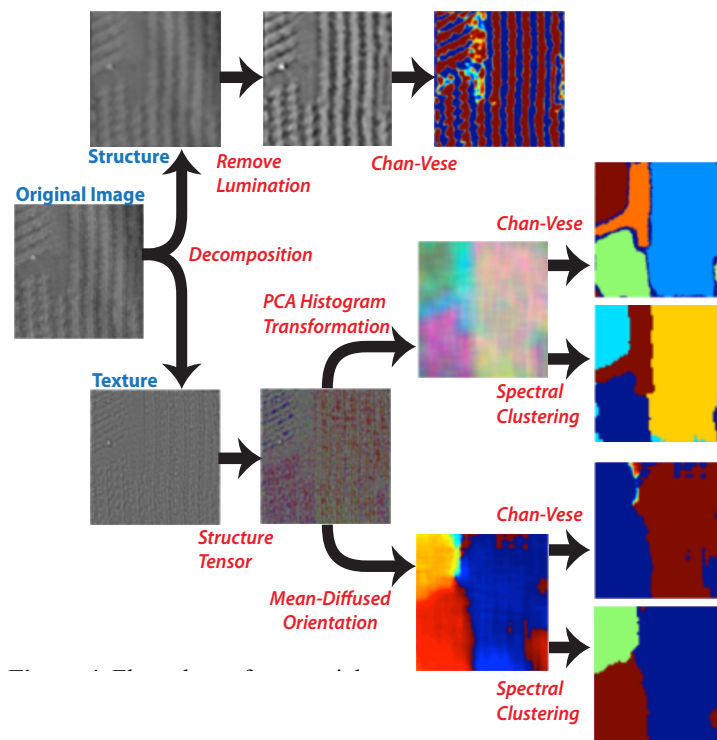 Structure
Remove
Lumination
Chan-Vese
Original Image
Decomposition
Chan-Vese
PCA Histogram
Transformation
Texture
Spectral
Clustering
Structure
Tensor
Chan-Vese
Mean-Diffused
Orientation
Spectral
Clustering